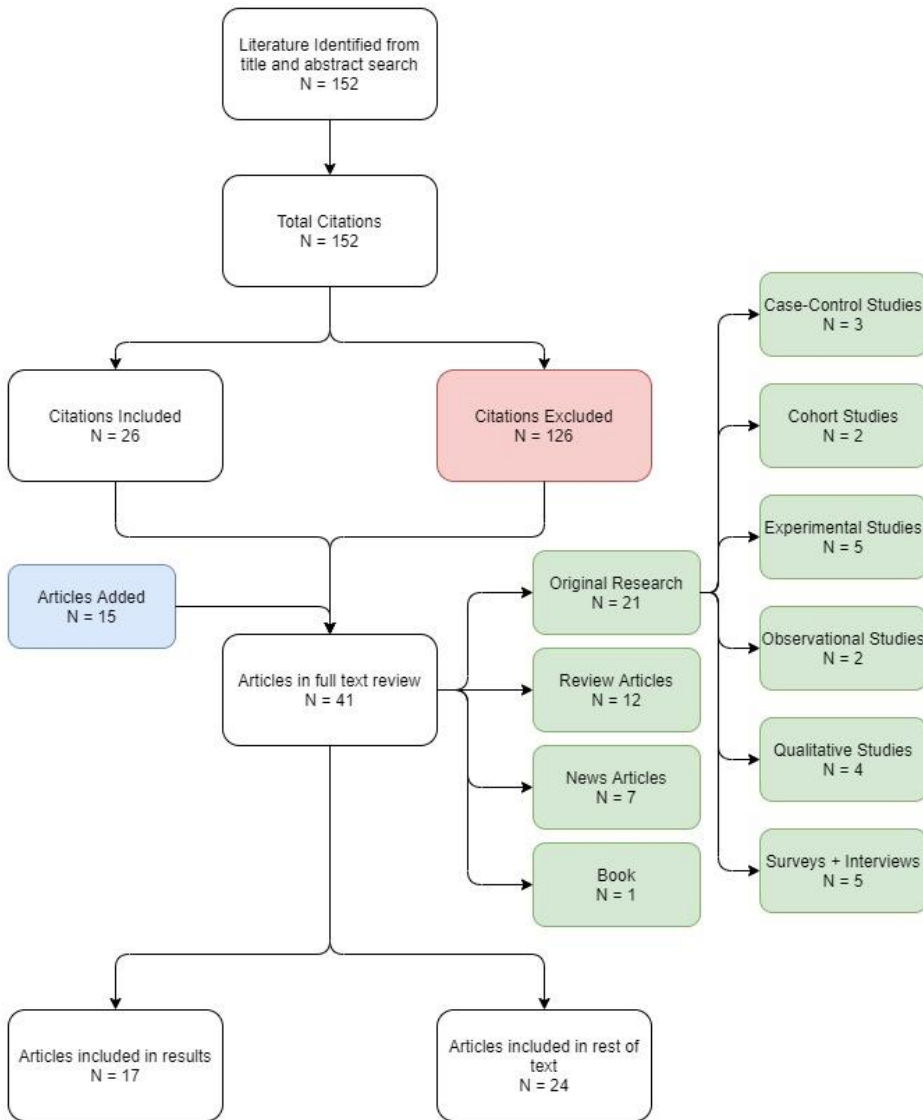 Literature Identified from
title and abstract search
N = 152
Total Citations
N = 152
Citations Included
N = 26
Citations Excluded
N = 126
Articles Added
N = 15
Articles in full text review
N = 41
Original Research
N = 21
Review Articles
N = 12
News Articles
N = 7
Book
N = 1
Case-Control Studies
N = 3
Cohort Studies
N = 2
Experimental Studies
N = 5
Observational Studies
N = 2
Qualitative Studies
N = 4
Surveys + Interviews
N = 5
Articles included in results
N = 17
Articles included in rest of
text
N = 24